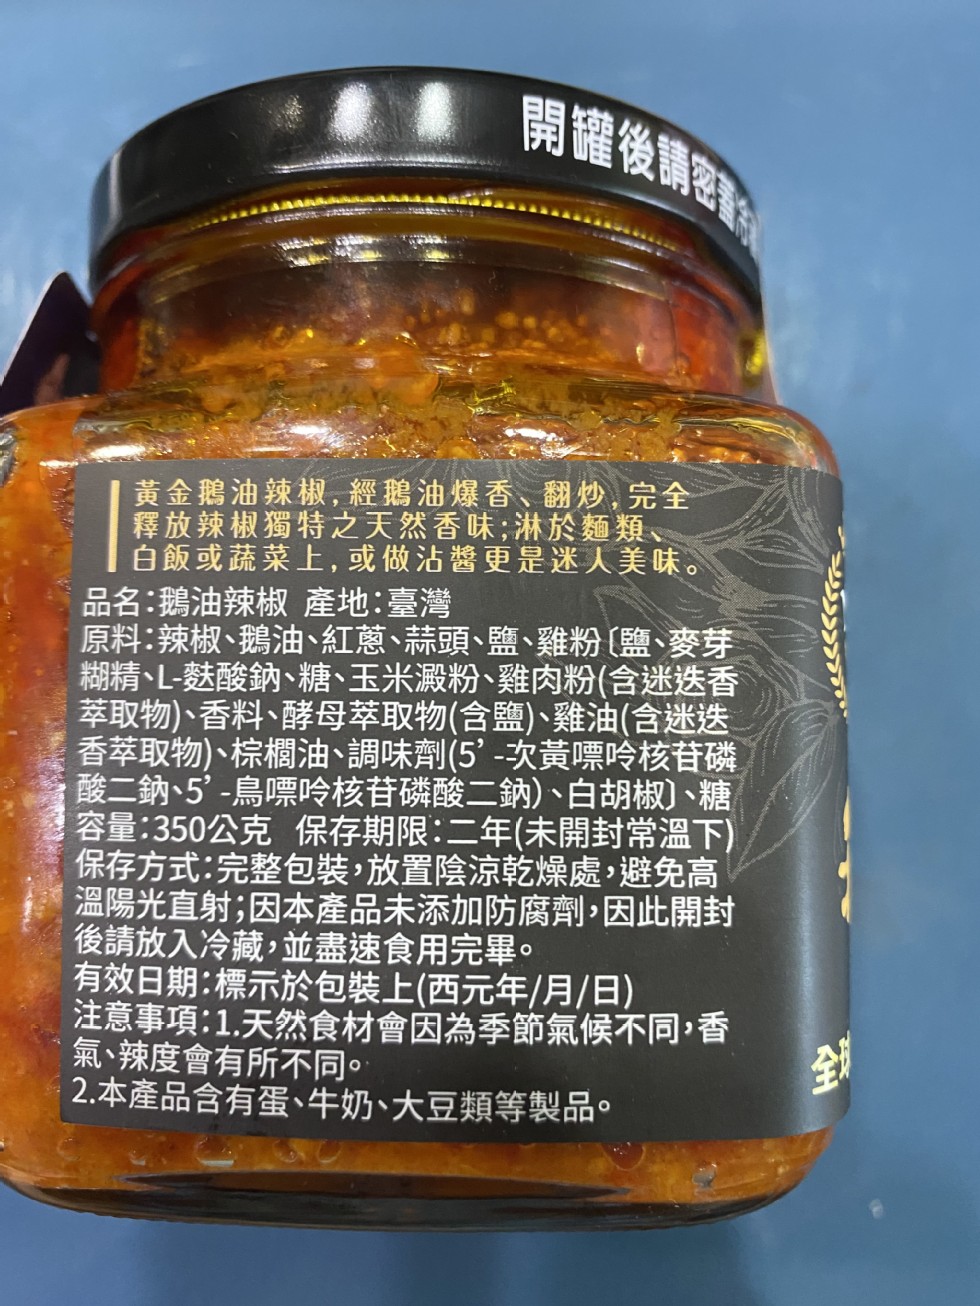 開罐後請密蓋冷
黃金鵝油辣椒,經鵝油爆香、翻炒,完全
釋放辣椒獨特之天然香味;淋於麵類、
白飯或蔬菜上,或做沾醬更是迷人美味。
品名:鵝油辣椒 產地:臺灣
原料:辣椒、鵝油、紅蔥、蒜頭、鹽、雞粉〔鹽、麥芽
糊精、L-麩酸鈉、糖、玉米澱粉、雞肉粉(含迷迭香
萃取物)、香料、酵母萃取物(含鹽)、雞油(含迷迭
香萃取物)、棕櫚油、調味劑(5’-次黃嘌呤核苷磷
酸二鈉、5’-鳥嘌呤核苷磷酸二鈉)、白胡椒〕、糖
容量:350公克 保存期限:二年(未開封常溫下)
保存方式:完整包裝,放置陰涼乾燥處,避免高
溫陽光直射;因本產品未添加防腐劑,因此開封
後請放入冷藏,並盡速食用完畢。
有效日期:標示於包裝上(西元年/月/日)
注意事項:1.天然食材會因為季節氣候不同,香
氣、辣度會有所不同。
2.本產品含有蛋、牛奶、大豆類等製品。
全球